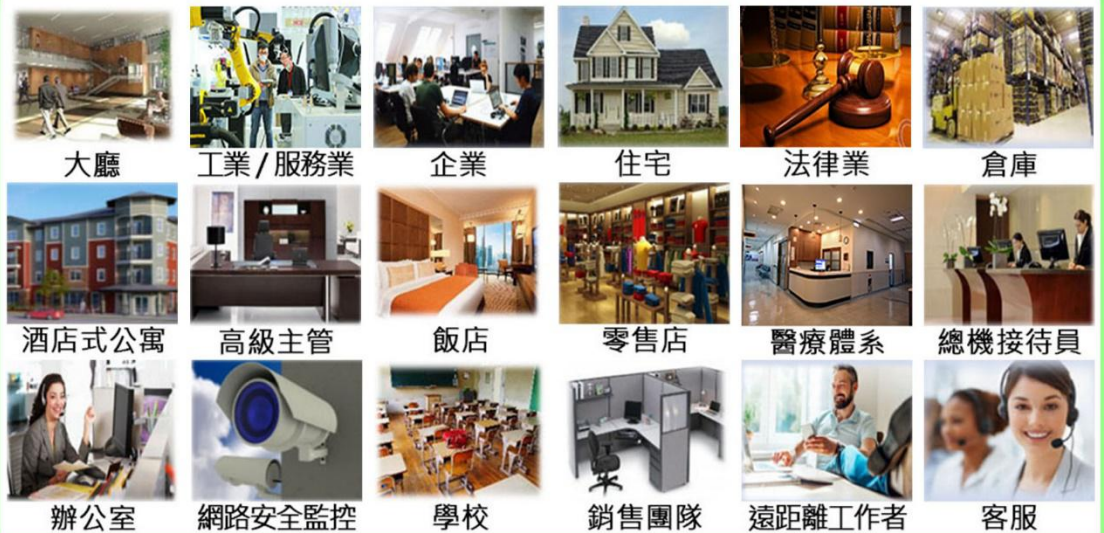 大廳 工業/服務業 企業 住宅 法律業 倉庫
酒店式公寓 高級主管 飯店 零售店 醫療體系 總機接待員
辦公室 網路安全監控 學校 銷售團隊 遠距離工作者 客服